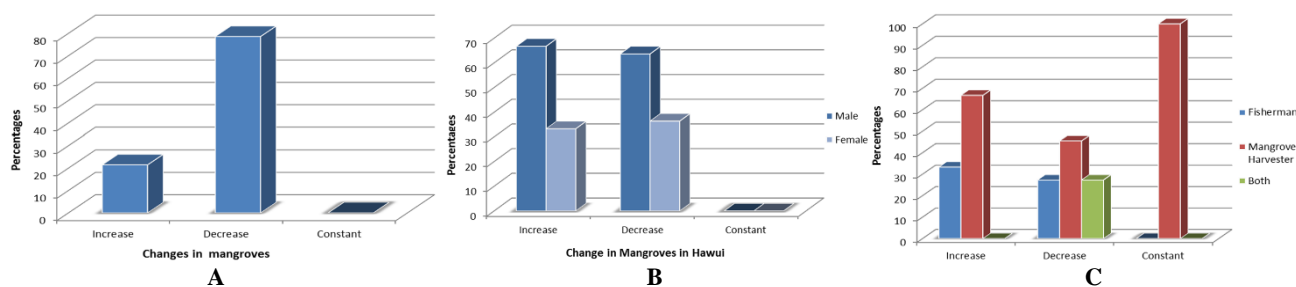 80
70
60
50
40
30
20
10
0
Percentages
Increase
Decrease
Constant
Changes in mangroves
A
70
60
50
40
30
20
10
0
Percentages
Increase
Decrease
Constant
Male
Female
Change in Mangroves in Hawui
B
100
90
80
70
60
50
40
30
20
10
0
Percentages
Increase
Decrease
Constant
Fisherman
Mangrove
Harvester
Both
C